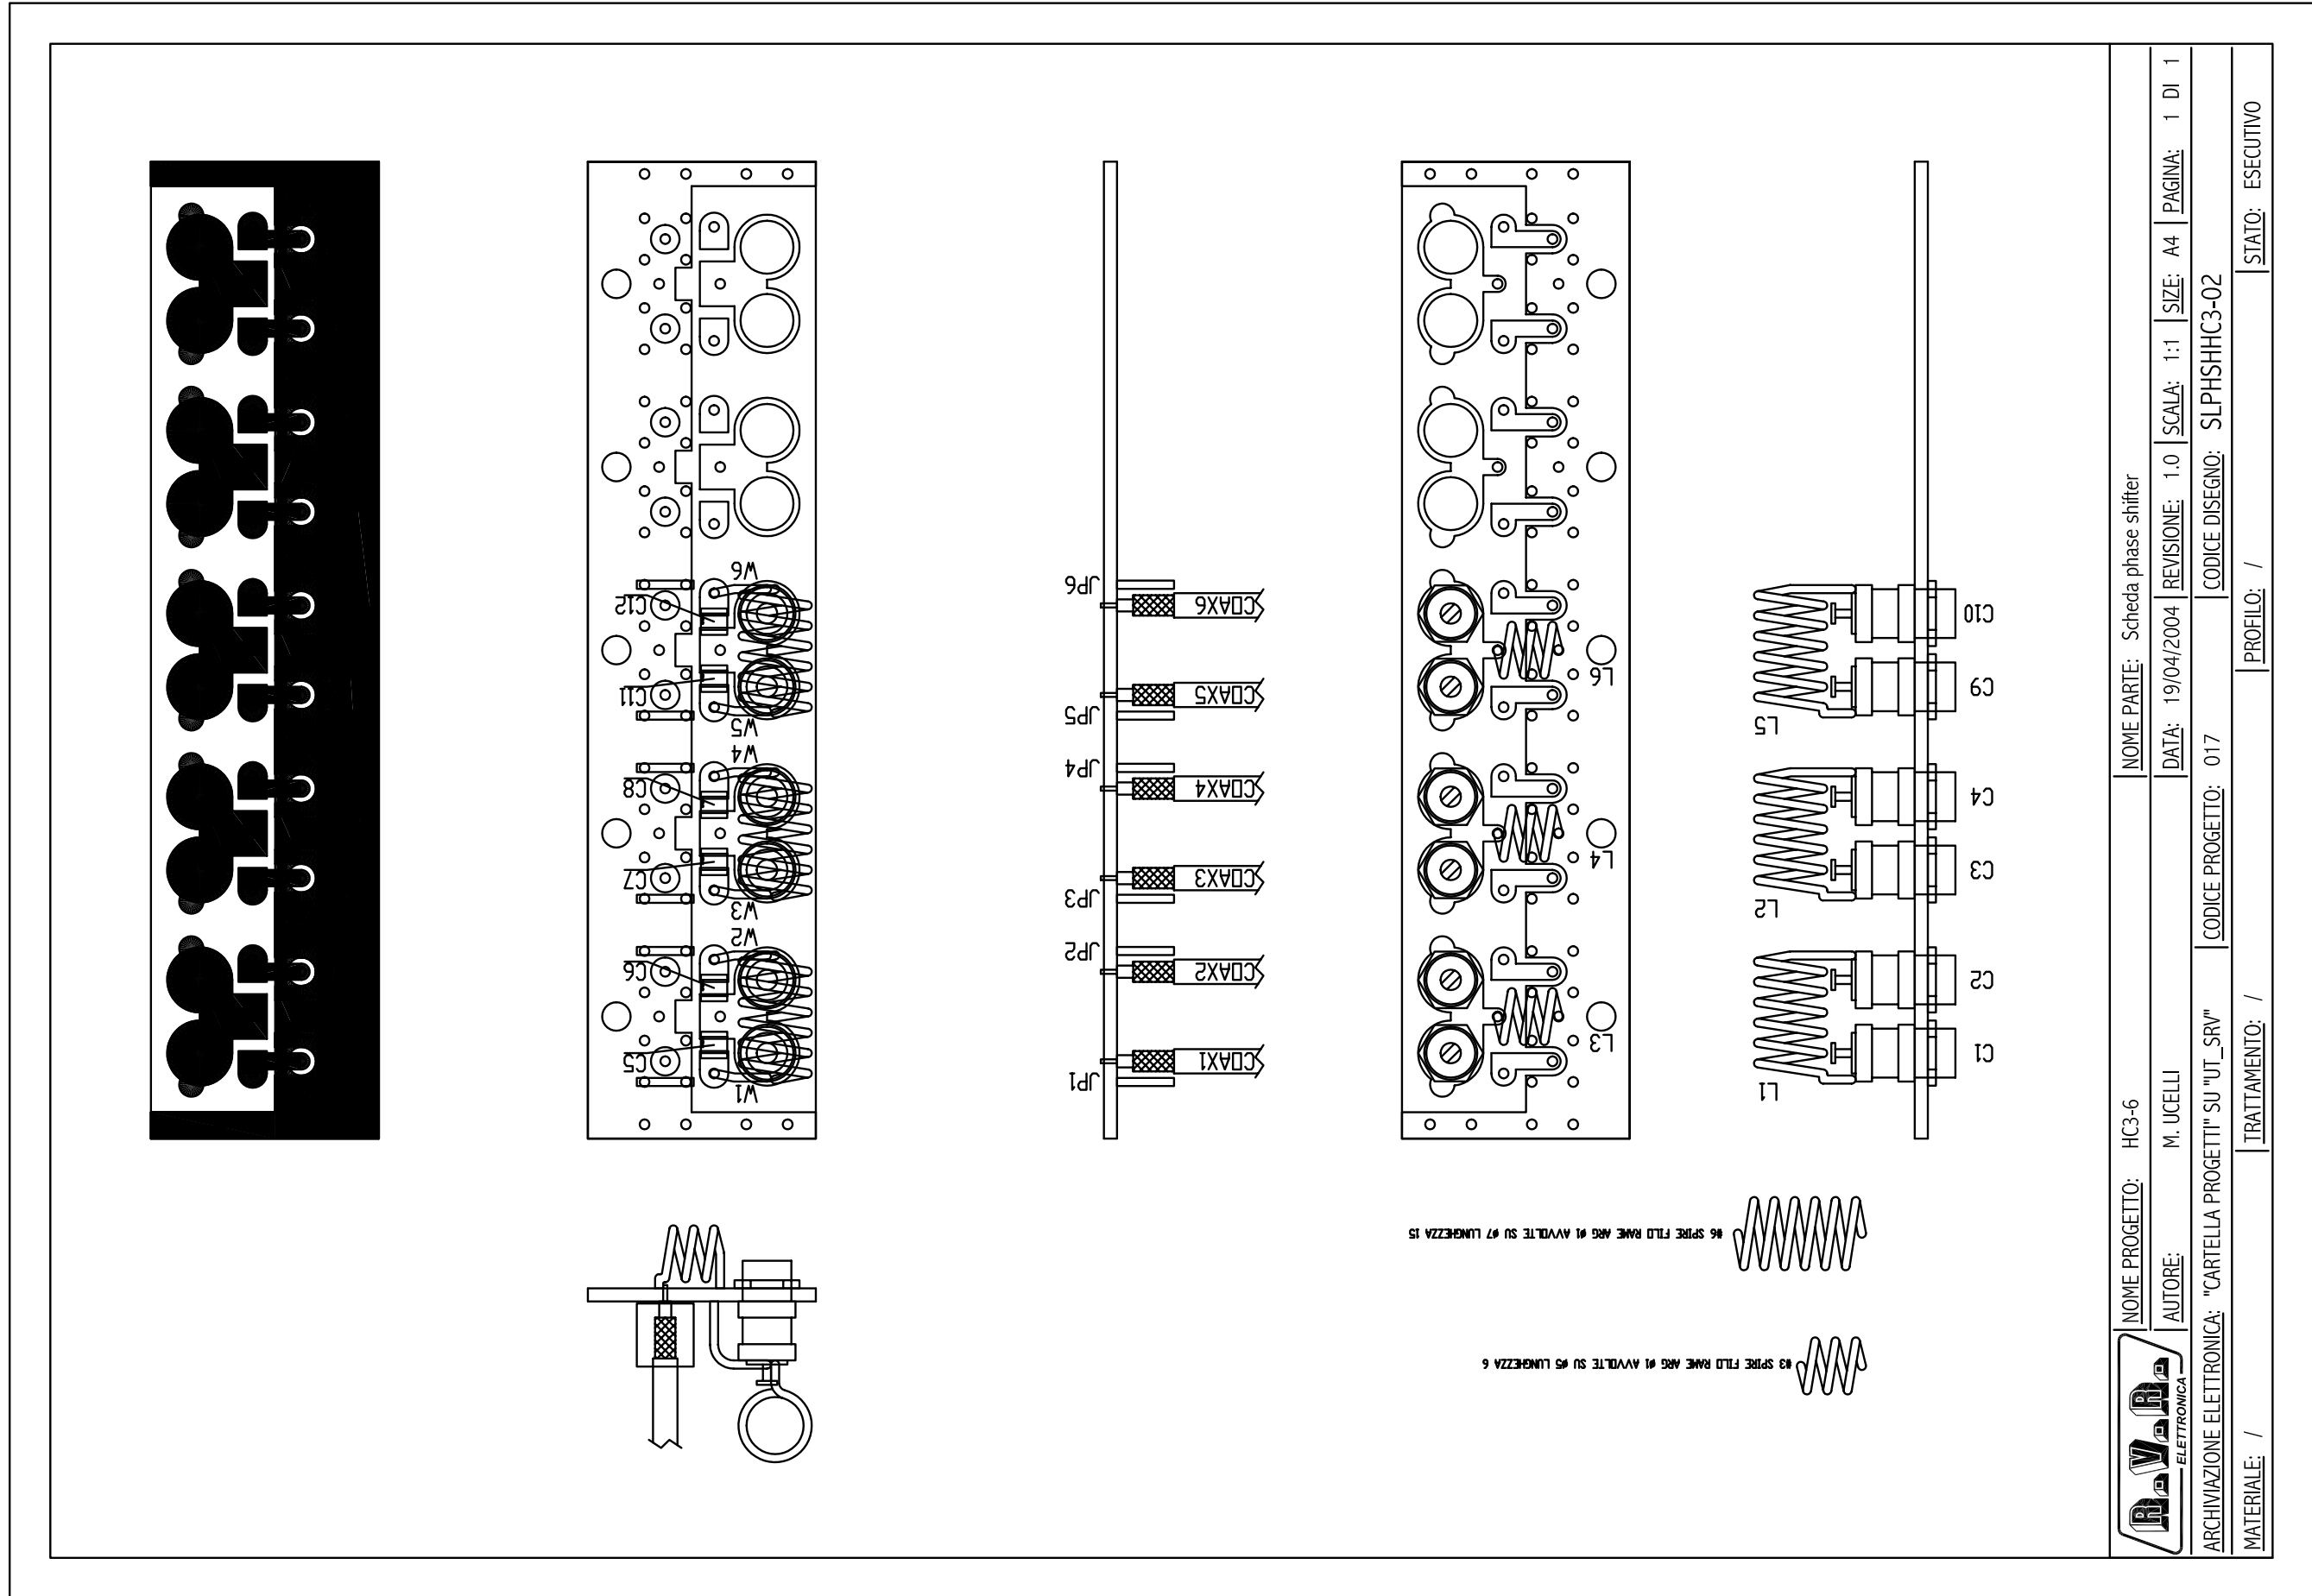 W6
C12
C11
W5
W4
C8
C7
W3
W2
C6
C5
W1
JP6
COAX6
COAX5
JP5
JP4
COAX4
COAX3
JP3
JP2
COAX2
COAX1
JP1
L6
L4
L3
C10
C9
L5
C4
C3
L2
C2
C1
L1
#6 SPIRE FILO RAME ARG ø1 AVVOLTE SU ø7 LUNGHEZZA 15
#3 SPIRE FILO RAME ARG ø1 AVVOLTE SU ø5 LUNGHEZZA 6
R.V.R.
ELETTRONICA
NOME PROGETTO: HC3-6
NOME PARTE: Scheda phase shifter
AUTORE: M. UCELLI
DATA: 19/04/2004
REVISIONE: 1.0
SCALA: 1:1
SIZE: A4
PAGINA: 1 DI 1
ARCHIVIAZIONE ELETTRONICA: "CARTELLA PROGETTI" SU "UT_SRV"
CODICE PROGETTO: 017
CODICE DISEGNO: SLPHSHHC3-02
MATERIALE: /
TRATTAMENTO: /
PROFILO: /
STATO: ESECUTIVO